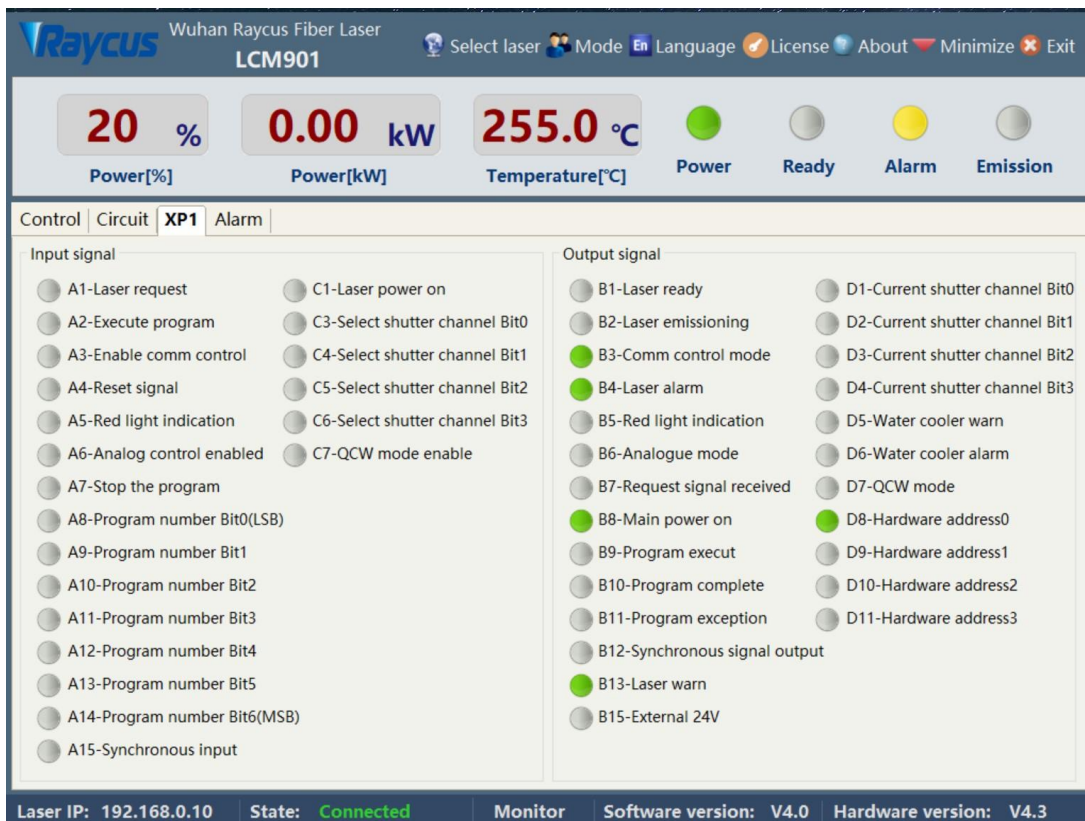 Raycus
Wuhan Raycus Fiber Laser
LCM901
Select laser Mode En Language License About Minimize Exit
20 % 0.00 kW 255.0 ℃
Power[%] Power[kW] Temperature[℃] Power Ready Alarm Emission
Control Circuit XP1 Alarm
Input signal
A1-Laser request
A2-Execute program
A3-Enable comm control
A4-Reset signal
A5-Red light indication
A6-Analog control enabled
A7-Stop the program
A8-Program number Bit0(LSB)
A9-Program number Bit1
A10-Program number Bit2
A11-Program number Bit3
A12-Program number Bit4
A13-Program number Bit5
A14-Program number Bit6(MSB)
A15-Synchronous input
C1-Laser power on
C3-Select shutter channel Bit0
C4-Select shutter channel Bit1
C5-Select shutter channel Bit2
C6-Select shutter channel Bit3
C7-QCW mode enable
Output signal
B1-Laser ready
B2-Laser emissioning
B3-Comm control mode
B4-Laser alarm
B5-Red light indication
B6-Analogue mode
B7-Request signal received
B8-Main power on
B9-Program execut
B10-Program complete
B11-Program exception
B12-Synchronous signal output
B13-Laser warn
B15-External 24V
D1-Current shutter channel Bit0
D2-Current shutter channel Bit1
D3-Current shutter channel Bit2
D4-Current shutter channel Bit3
D5-Water cooler warn
D6-Water cooler alarm
D7-QCW mode
D8-Hardware address0
D9-Hardware address1
D10-Hardware address2
D11-Hardware address3
Laser IP: 192.168.0.10 State: Connected Monitor Software version: V4.0 Hardware version: V4.3